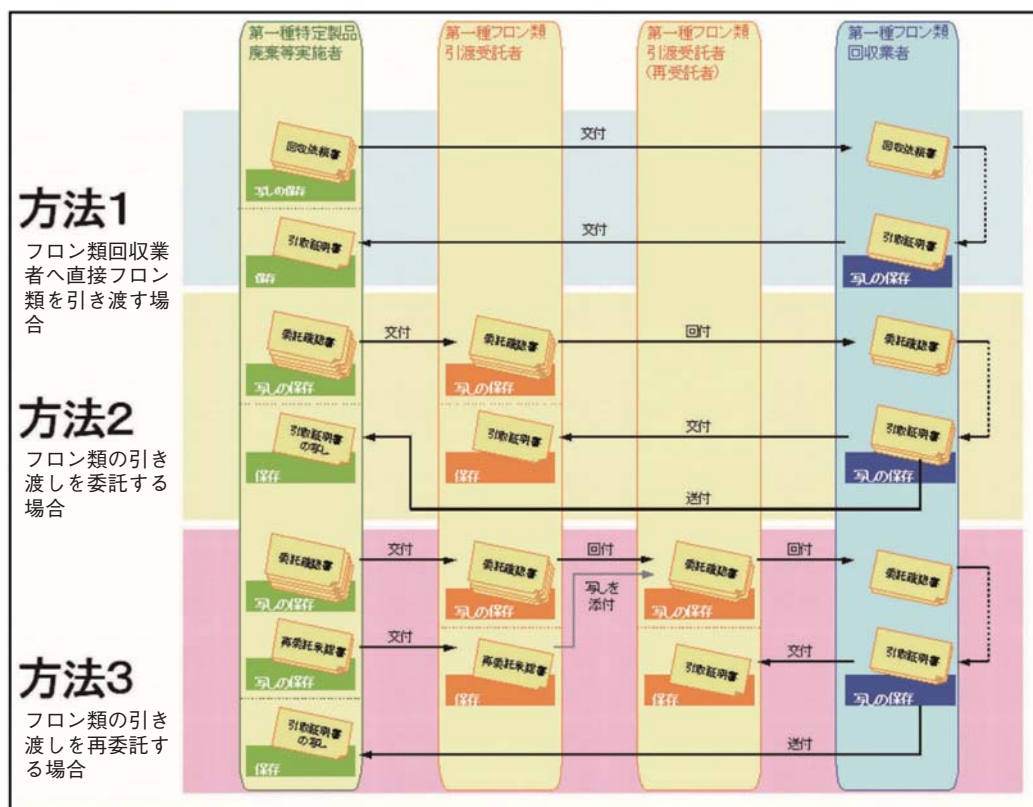 第一種特定製品
廃棄等実施者
第一種フロン類
引渡受託者
第一種フロン類
引渡受託者
(再受託者)
第一種フロン類
回収業者
方法1
フロン類回収業
者へ直接フロン
類を引き渡す場
合
回収依頼書
写しの保存
交付
回収依頼書
引取証明書
保存
交付
引取証明書
写しの保存
方法2
フロン類の引き
渡しを委託する
場合
委託確認書
写しの保存
交付
委託確認書
写しの保存
回付
委託確認書
引取証明書
の写し
保存
引取証明書
保存
交付
引取証明書
写しの保存
送付
方法3
フロン類の引き
渡しを再委託す
る場合
委託確認書
写しの保存
交付
委託確認書
写しの保存
回付
写しを
添付
委託確認書
写しの保存
回付
委託確認書
再委託承諾書
写しの保存
交付
再委託承諾書
保存
引取証明書
保存
交付
引取証明書
写しの保存
引取証明書
の写し
保存
送付